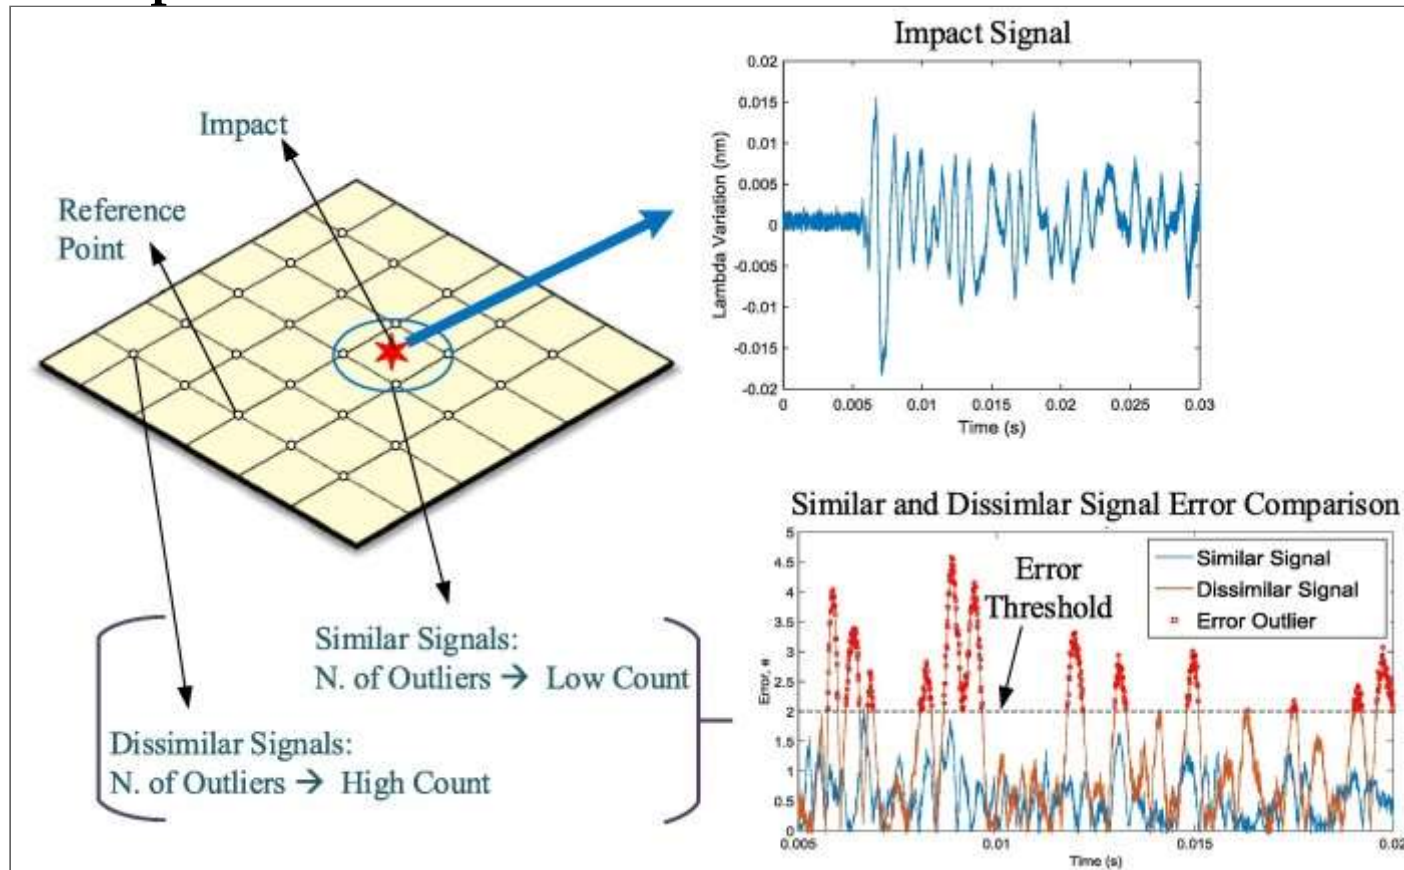 Impact Signal
0.02
0.015
0.01
0.005
0
-0.005
-0.01
-0.015
-0.02
Lambda Variation (nm)
0 0.005 0.01 0.015 0.02 0.025 0.03
Time (s)
Impact
Reference
Point
Similar Signals:
N. of Outliers → Low Count
Dissimilar Signals:
N. of Outliers → High Count
Similar and Dissimlar Signal Error Comparison
5
4.5
4
3.5
3
2.5
2
1.5
1
0.5
0
Error, e
Error
Threshold
Similar Signal
Dissimilar Signal
Error Outlier
0.005 0.01 0.015 0.02
Time (s)